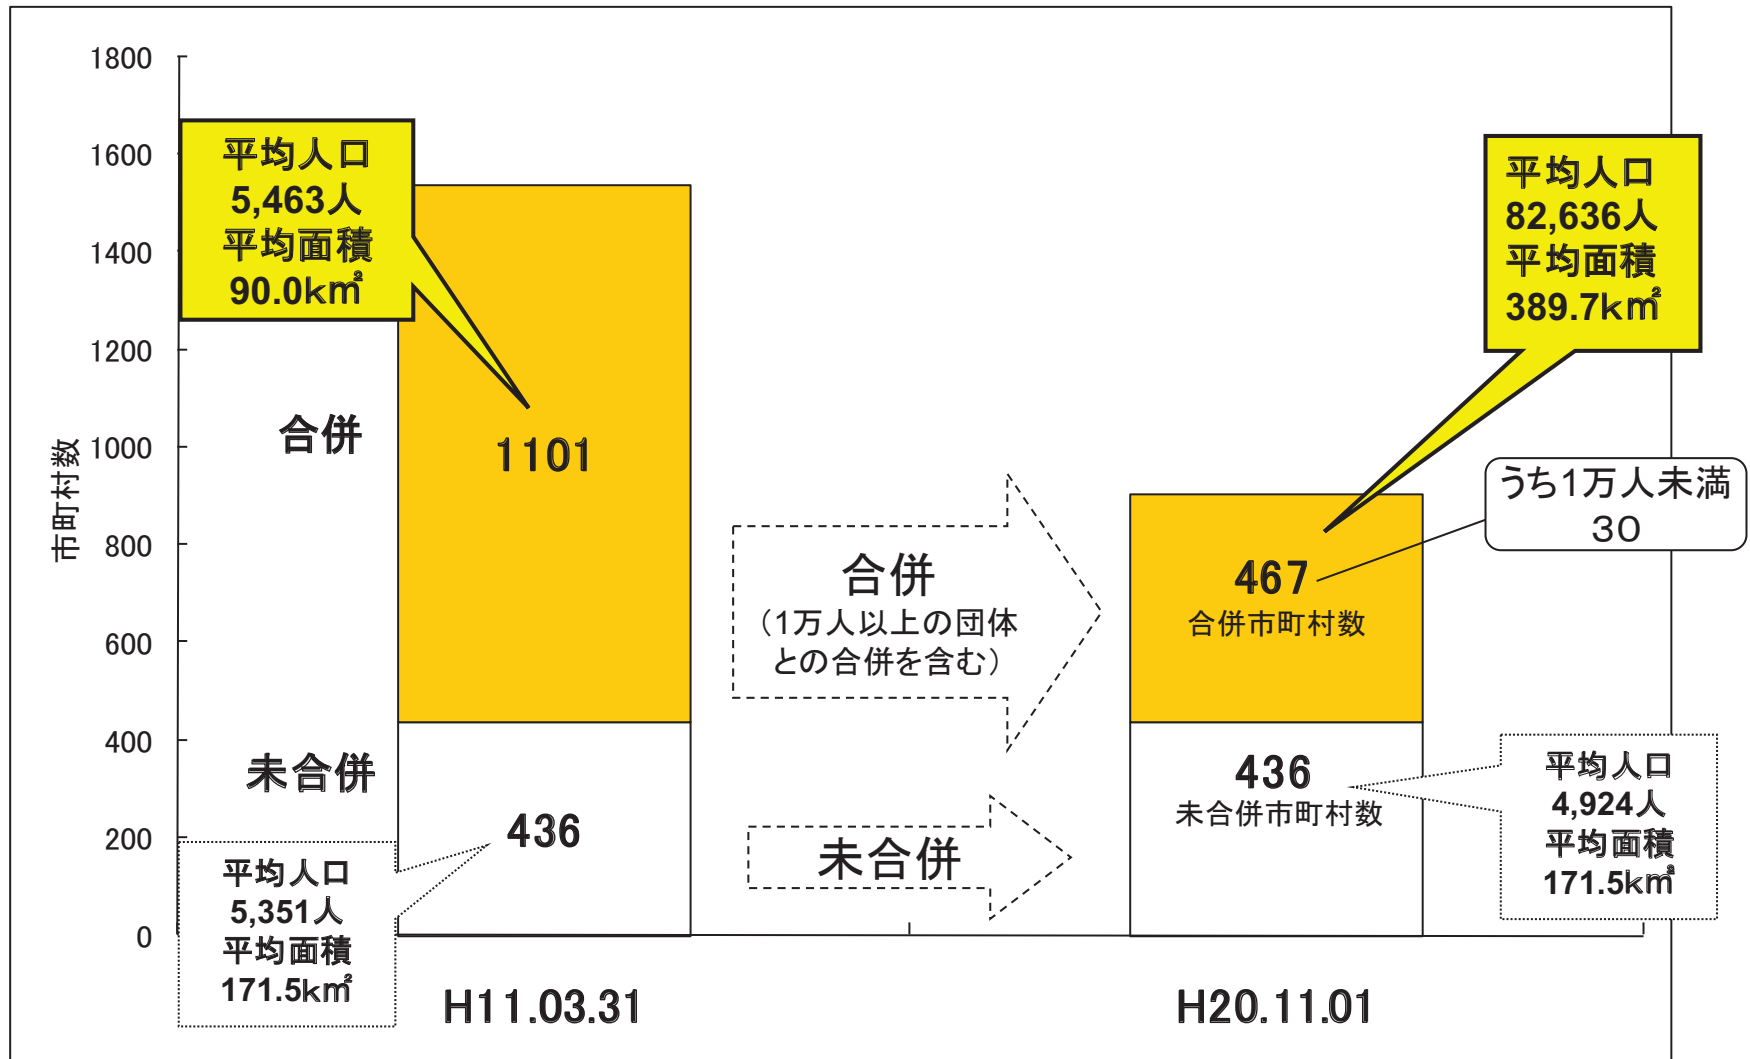 1800
1600
1400
1200
1000
800
600
400
200
0
市町村数
平均人口
5,463人
平均面積
90.0km²
合併
1101
未合併
436
平均人口
5,351人
平均面積
171.5km²
H11.03.31
合併
（1万人以上の団体
との合併を含む）
未合併
平均人口
82,636人
平均面積
389.7km²
うち1万人未満
30
467
合併市町村数
436
未合併市町村数
平均人口
4,924人
平均面積
171.5km²
H20.11.01